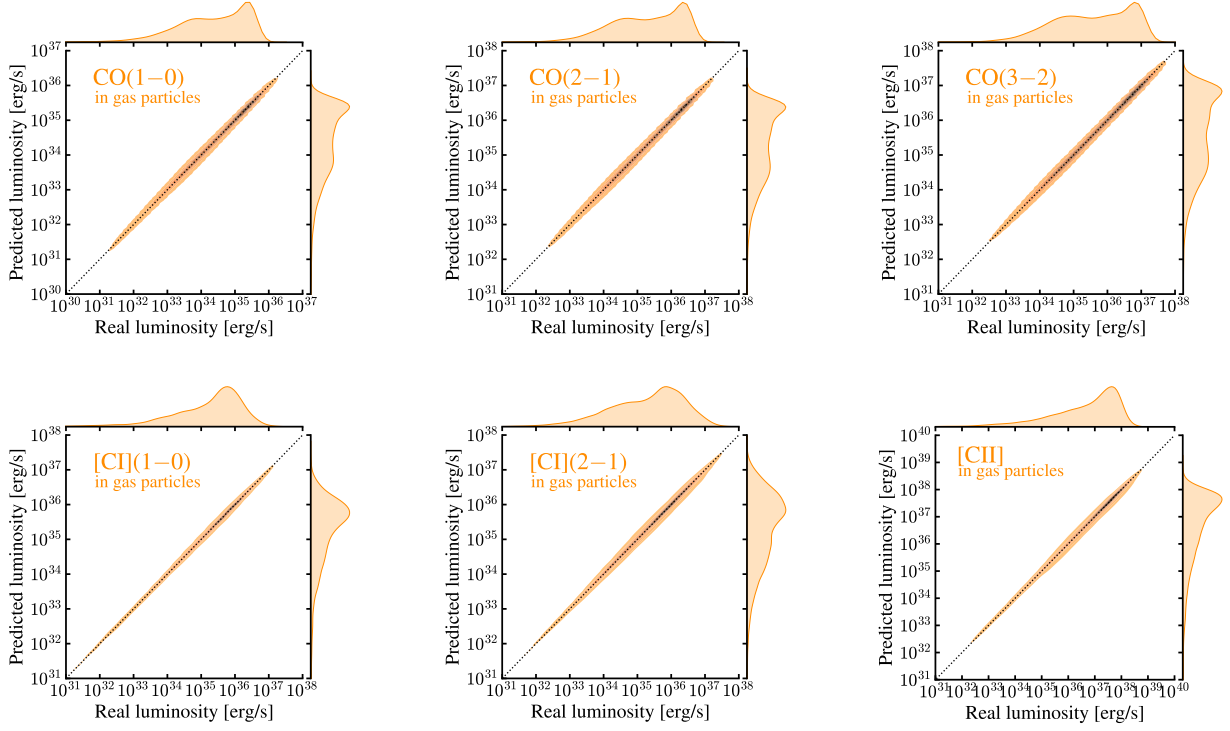 Predicted luminosity [erg/s]
10^37
10^36
10^35
10^34
10^33
10^32
10^31
10^30
CO(1−0)
in gas particles
10^30 10^31 10^32 10^33 10^34 10^35 10^36 10^37
Real luminosity [erg/s]
Predicted luminosity [erg/s]
10^38
10^37
10^36
10^35
10^34
10^33
10^32
10^31
CO(2−1)
in gas particles
10^31 10^32 10^33 10^34 10^35 10^36 10^37 10^38
Real luminosity [erg/s]
Predicted luminosity [erg/s]
10^38
10^37
10^36
10^35
10^34
10^33
10^32
10^31
CO(3−2)
in gas particles
10^31 10^32 10^33 10^34 10^35 10^36 10^37 10^38
Real luminosity [erg/s]
Predicted luminosity [erg/s]
10^38
10^37
10^36
10^35
10^34
10^33
10^32
10^31
[CI](1−0)
in gas particles
10^31 10^32 10^33 10^34 10^35 10^36 10^37 10^38
Real luminosity [erg/s]
Predicted luminosity [erg/s]
10^38
10^37
10^36
10^35
10^34
10^33
10^32
10^31
[CI](2−1)
in gas particles
10^31 10^32 10^33 10^34 10^35 10^36 10^37 10^38
Real luminosity [erg/s]
Predicted luminosity [erg/s]
10^40
10^39
10^38
10^37
10^36
10^35
10^34
10^33
10^32
10^31
[CII]
in gas particles
10^31 10^32 10^33 10^34 10^35 10^36 10^37 10^38 10^39 10^40
Real luminosity [erg/s]